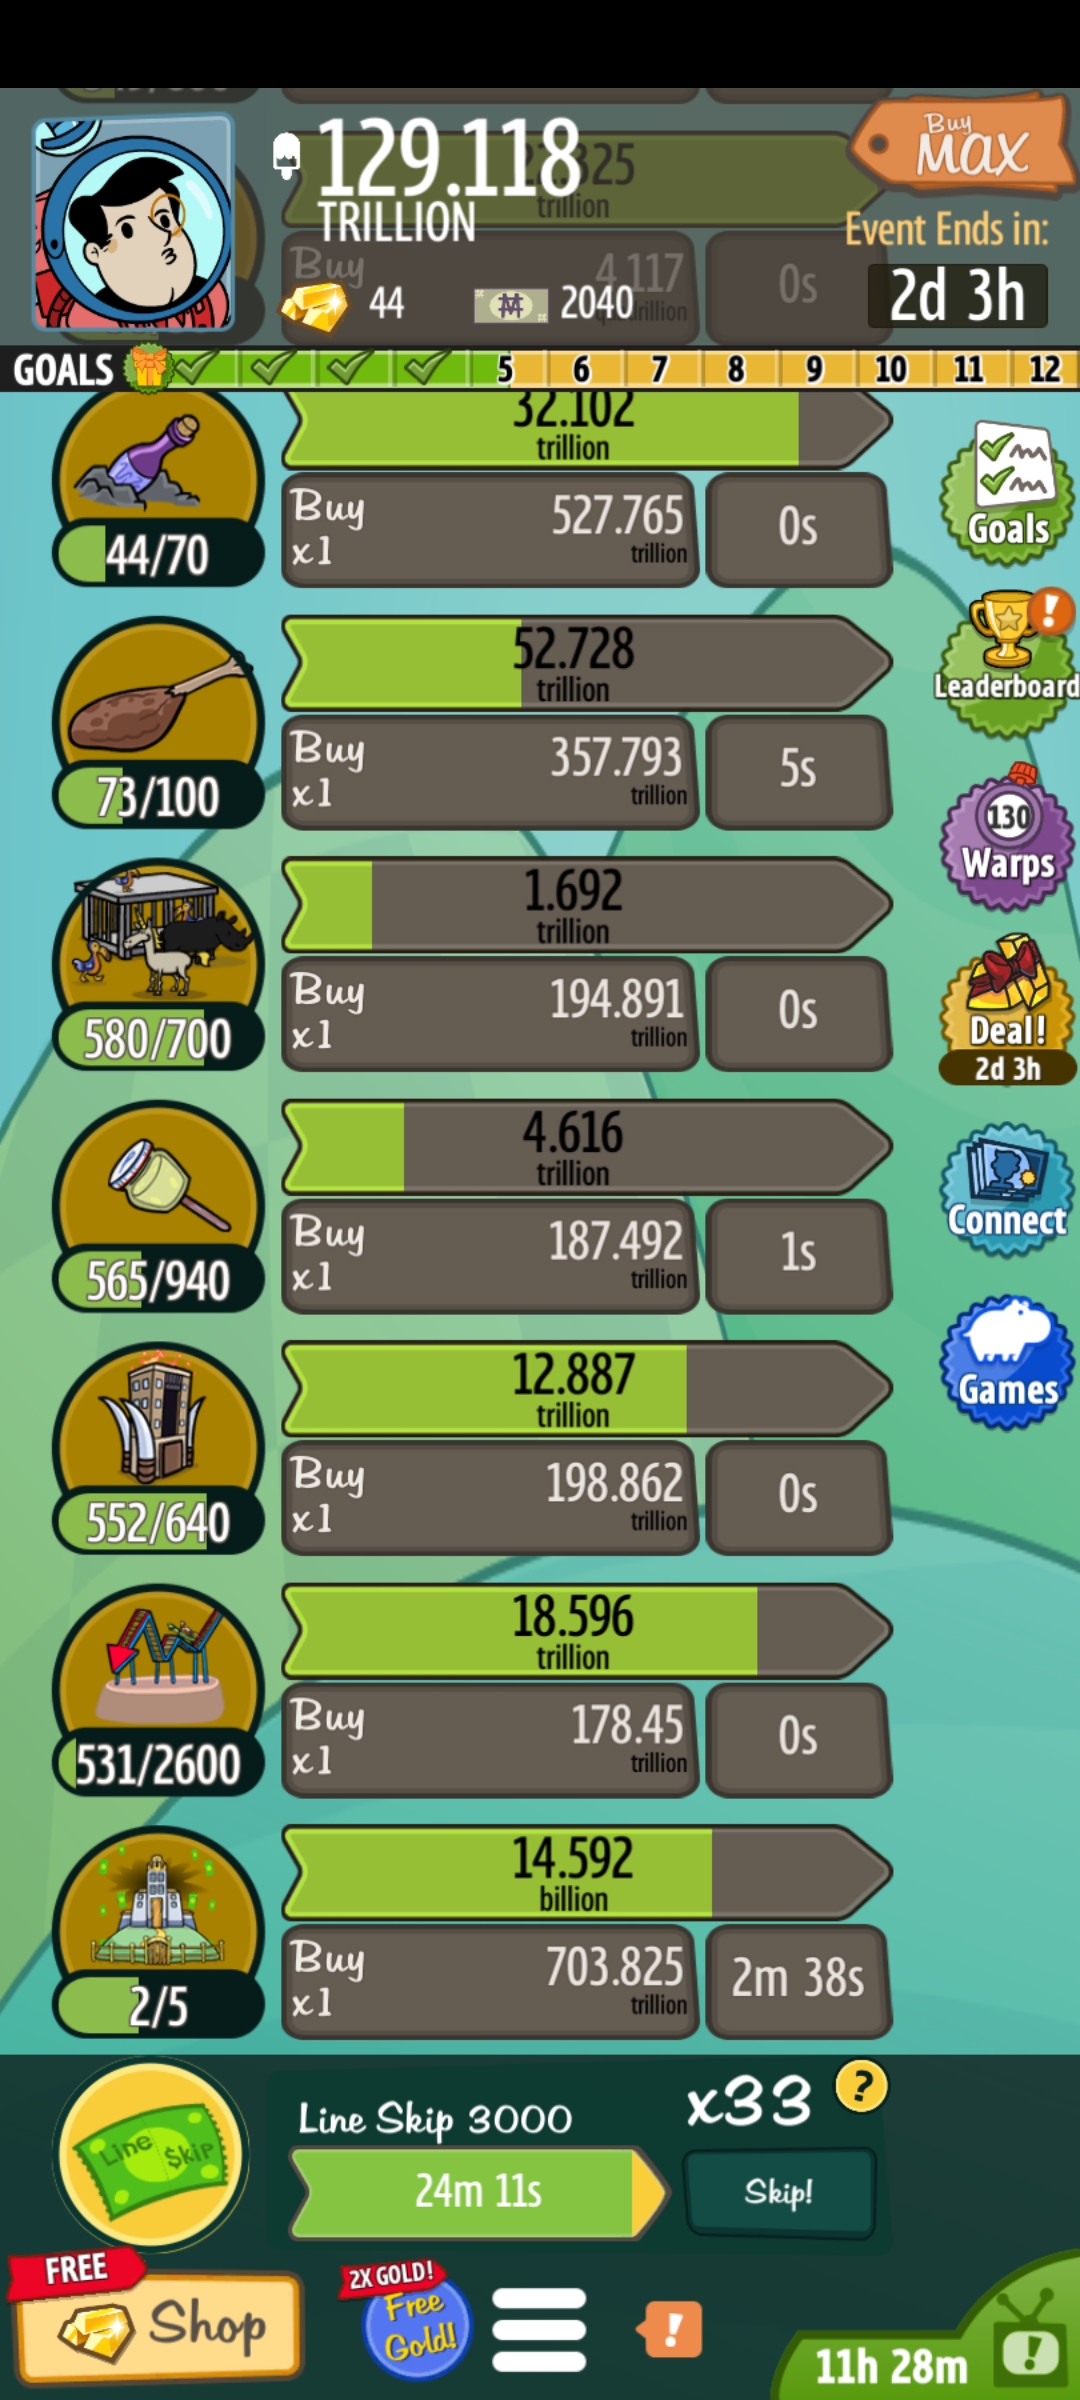 129.118
TRILLION
44
2040
Buy
MAX
Event Ends in:
2d 3h
trillion
Buy
4.117
0s
GOALS
5 6 7 8 9 10 11 12
32.102
trillion
44/70
Buy
x1
527.765
trillion
0s
Goals
52.728
trillion
73/100
Buy
x1
357.793
trillion
5s
!
Leaderboard
1.692
trillion
580/700
Buy
x1
194.891
trillion
0s
130
Warps
4.616
trillion
565/940
Buy
x1
187.492
trillion
1s
Deal!
2d 3h
Connect
12.887
trillion
552/640
Buy
x1
198.862
trillion
0s
Games
18.596
trillion
531/2600
Buy
x1
178.45
trillion
0s
14.592
billion
2/5
Buy
x1
703.825
trillion
2m 38s
Line $kip
Line Skip 3000
24m 11s
x33
?
Skip!
FREE
Shop
2X GOLD!
Free
Gold!
!
11h 28m
!